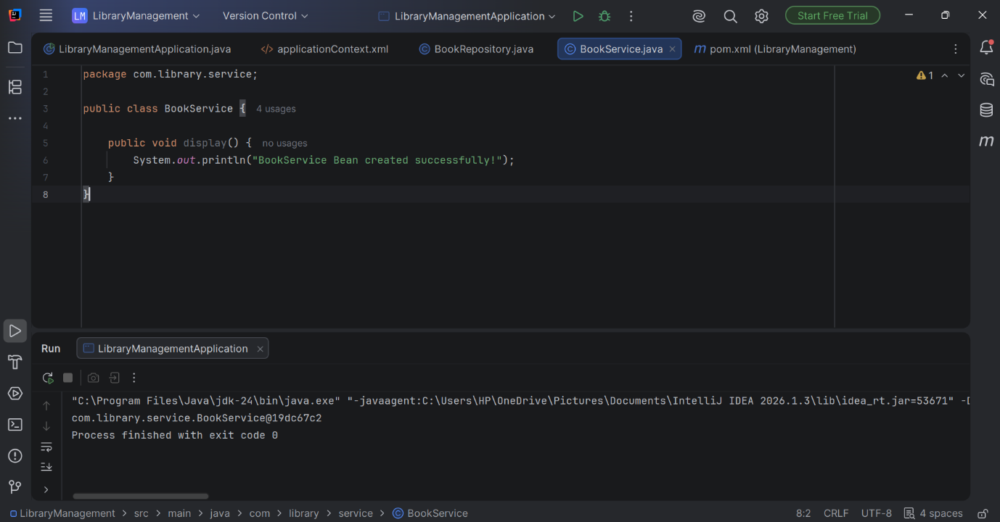 LM LibraryManagement Version Control LibraryManagementApplication Start Free Trial
LibraryManagementApplication.java </> applicationContext.xml BookRepository.java BookService.java m pom.xml (LibraryManagement)
1 package com.library.service; 1
2
3 public class BookService { 4 usages
4
5 public void display() { no usages
6 System.out.println("BookService Bean created successfully!");
7 }
8 }
Run LibraryManagementApplication
"C:\Program Files\Java\jdk-24\bin\java.exe" "-javaagent:C:\Users\HP\OneDrive\Pictures\Documents\IntelliJ IDEA 2026.1.3\lib\idea_rt.jar=53671" -D
com.library.service.BookService@19dc67c2
Process finished with exit code 0
LibraryManagement > src > main > java > com > library > service > BookService 8:2 CRLF UTF-8 4 spaces